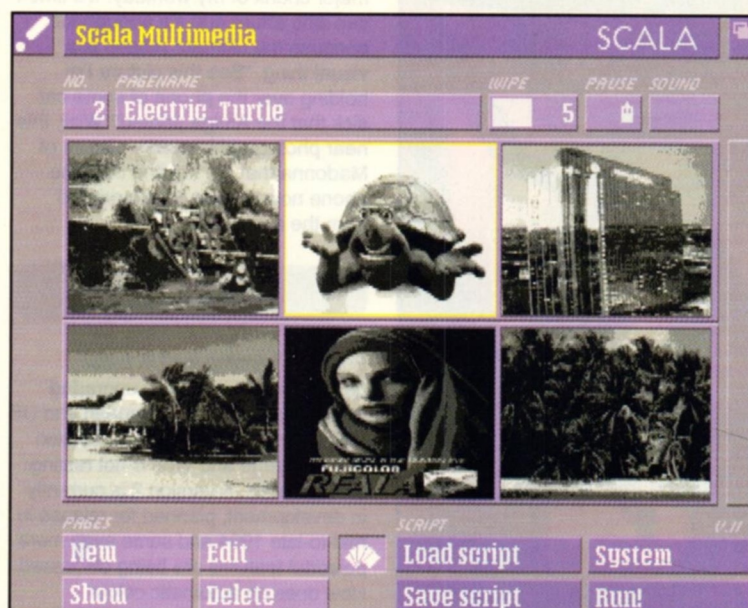 Scala Multimedia SCALA
NO. PAGENAME WIPE PAUSE SOUND
2 Electric_Turtle 5
FUJICOLOR
REALA
PAGES SCRIPT
New Edit Load script System
Show Delete Save script Run!